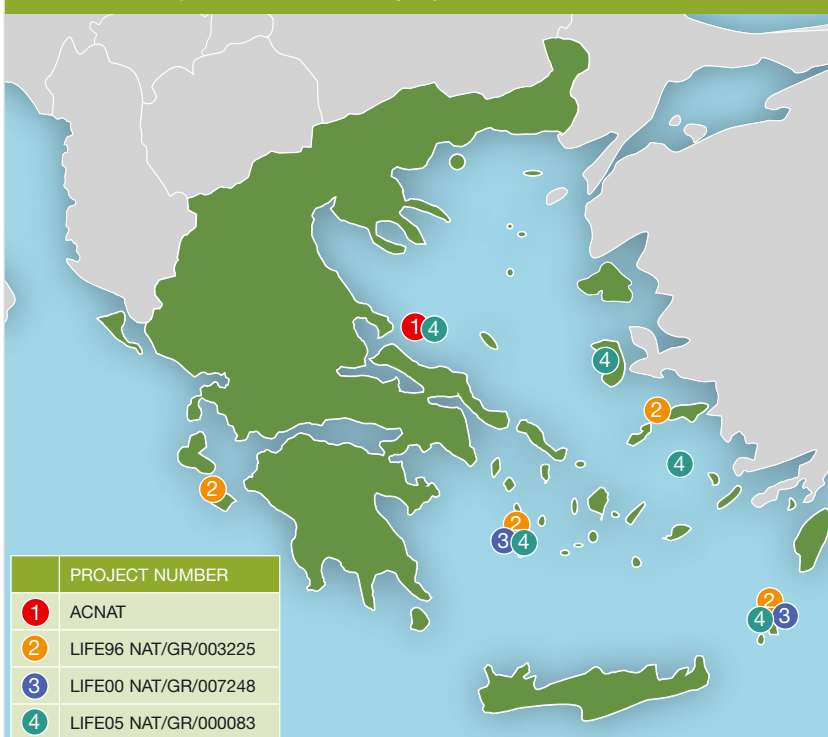 1 4
4
2
4
2
2
3 4
2
4 3
PROJECT NUMBER
1 ACNAT
2 LIFE96 NAT/GR/003225
3 LIFE00 NAT/GR/007248
4 LIFE05 NAT/GR/000083